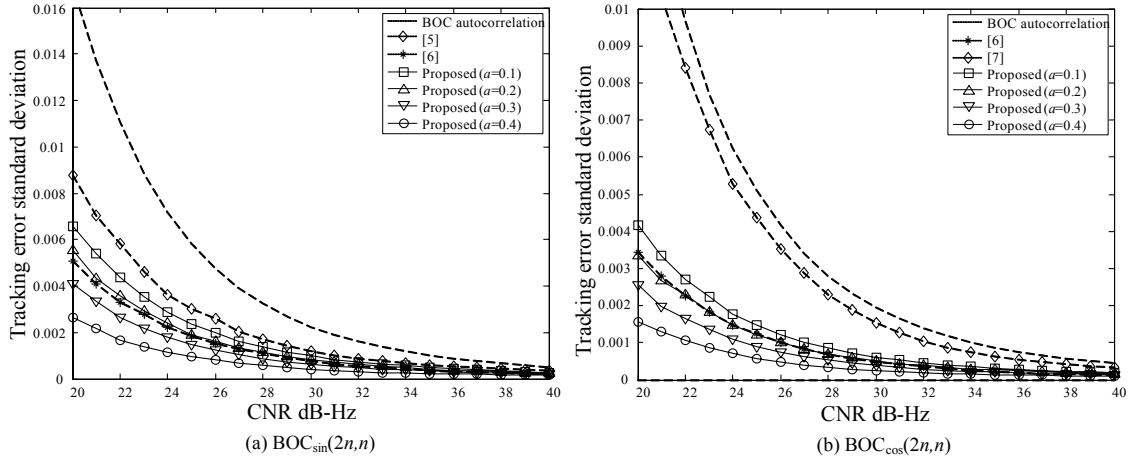 0.016
0.014
0.012
0.01
0.008
0.006
0.004
0.002
0
Tracking error standard deviation
BOC autocorrelation
[5]
[6]
Proposed (a=0.1)
Proposed (a=0.2)
Proposed (a=0.3)
Proposed (a=0.4)
20 22 24 26 28 30 32 34 36 38 40
CNR dB-Hz
(a) BOCsin(2n,n)
0.01
0.009
0.008
0.007
0.006
0.005
0.004
0.003
0.002
0.001
0
Tracking error standard deviation
BOC autocorrelation
[6]
[7]
Proposed (a=0.1)
Proposed (a=0.2)
Proposed (a=0.3)
Proposed (a=0.4)
20 22 24 26 28 30 32 34 36 38 40
CNR dB-Hz
(b) BOCcos(2n,n)